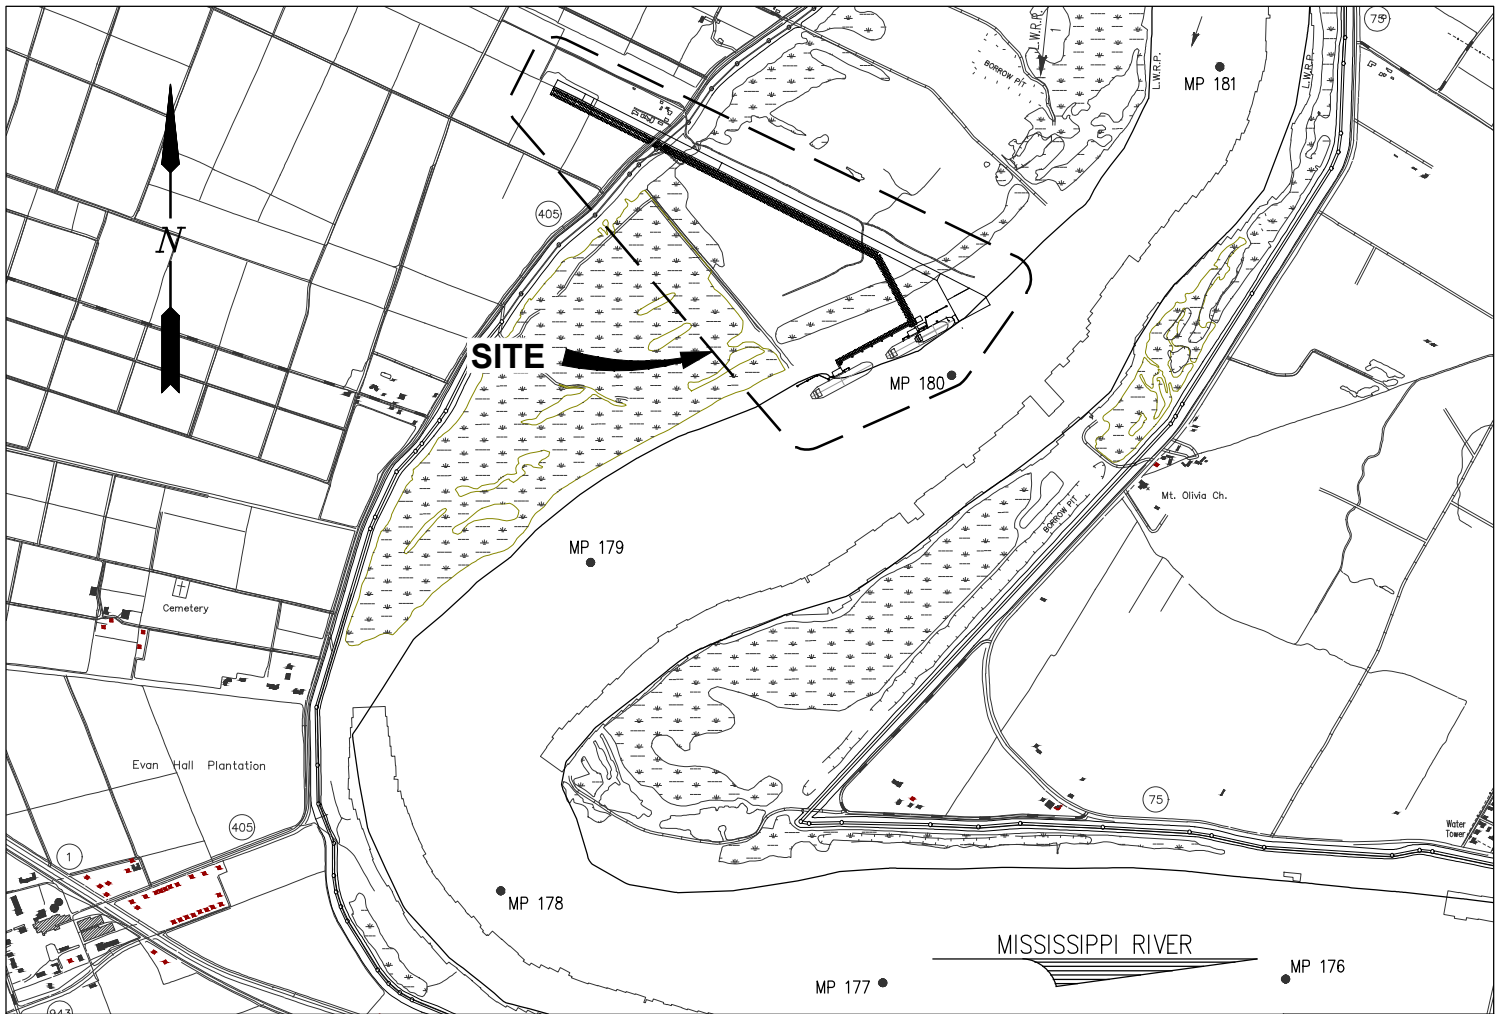 75
L.W.R.P.
BORROW PIT
L.W.R.P.
L.W.R.P.
MP 181
N
405
SITE
MP 180
Mt. Olivia Ch.
BORROW PIT
MP 179
Cemetery
Evan Hall Plantation
405
75
Water
Tower
1
MP 178
MISSISSIPPI RIVER
MP 177
MP 176
943